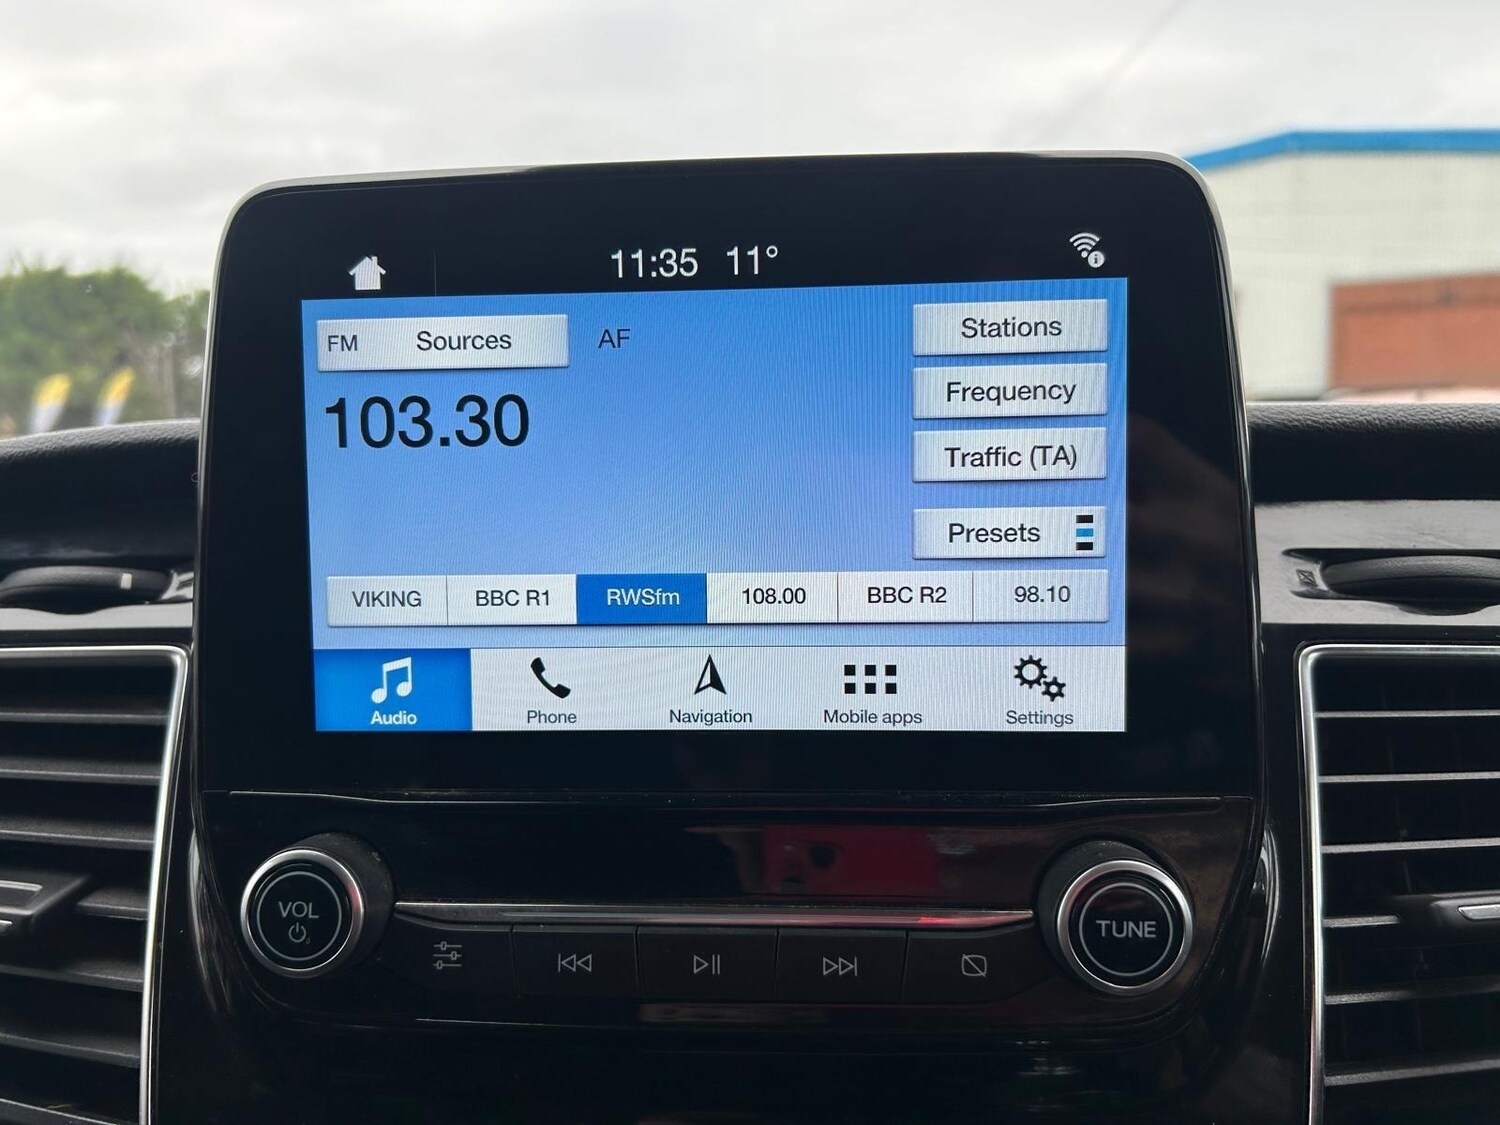 11:35 11°
FM Sources AF
Stations
103.30
Frequency
Traffic (TA)
Presets
VIKING BBC R1 RWSfm 108.00 BBC R2 98.10
Audio Phone Navigation Mobile apps Settings
VOL
TUNE